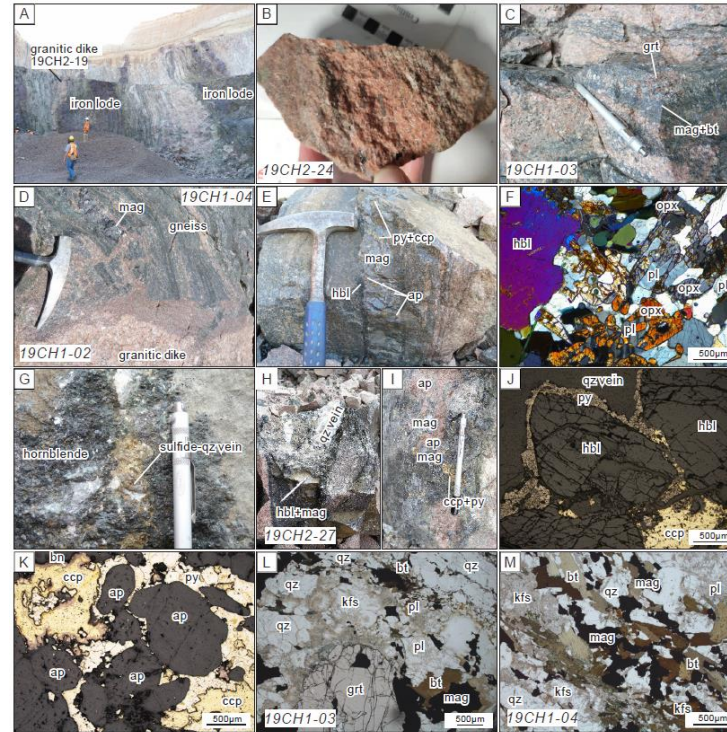 A
granitic dike
19CH2-19
iron lode
iron lode
B
19CH2-24
C
grt
mag+bt
19CH1-03
D
19CH1-04
mag
gneiss
19CH1-02
granitic dike
E
py+ccp
mag
hbl
ap
F
opx
hbl
pl
opx
pl
opx
pl
500μm
G
hornblende
sulfide-qz vein
H
qz vein
hbl+mag
19CH2-27
I
ap
mag
ap
mag
ccp+py
J
qz vein
py
hbl
hbl
ccp
500μm
K
bn
ccp
ap
py
ap
ap
ap
ccp
500μm
L
qz
bt
qz
qz
kfs
pl
qz
pl
grt
bt
mag
19CH1-03
500μm
M
bt
mag
pl
kfs
qz
mag
bt
qz
kfs
kfs
19CH1-04
500μm